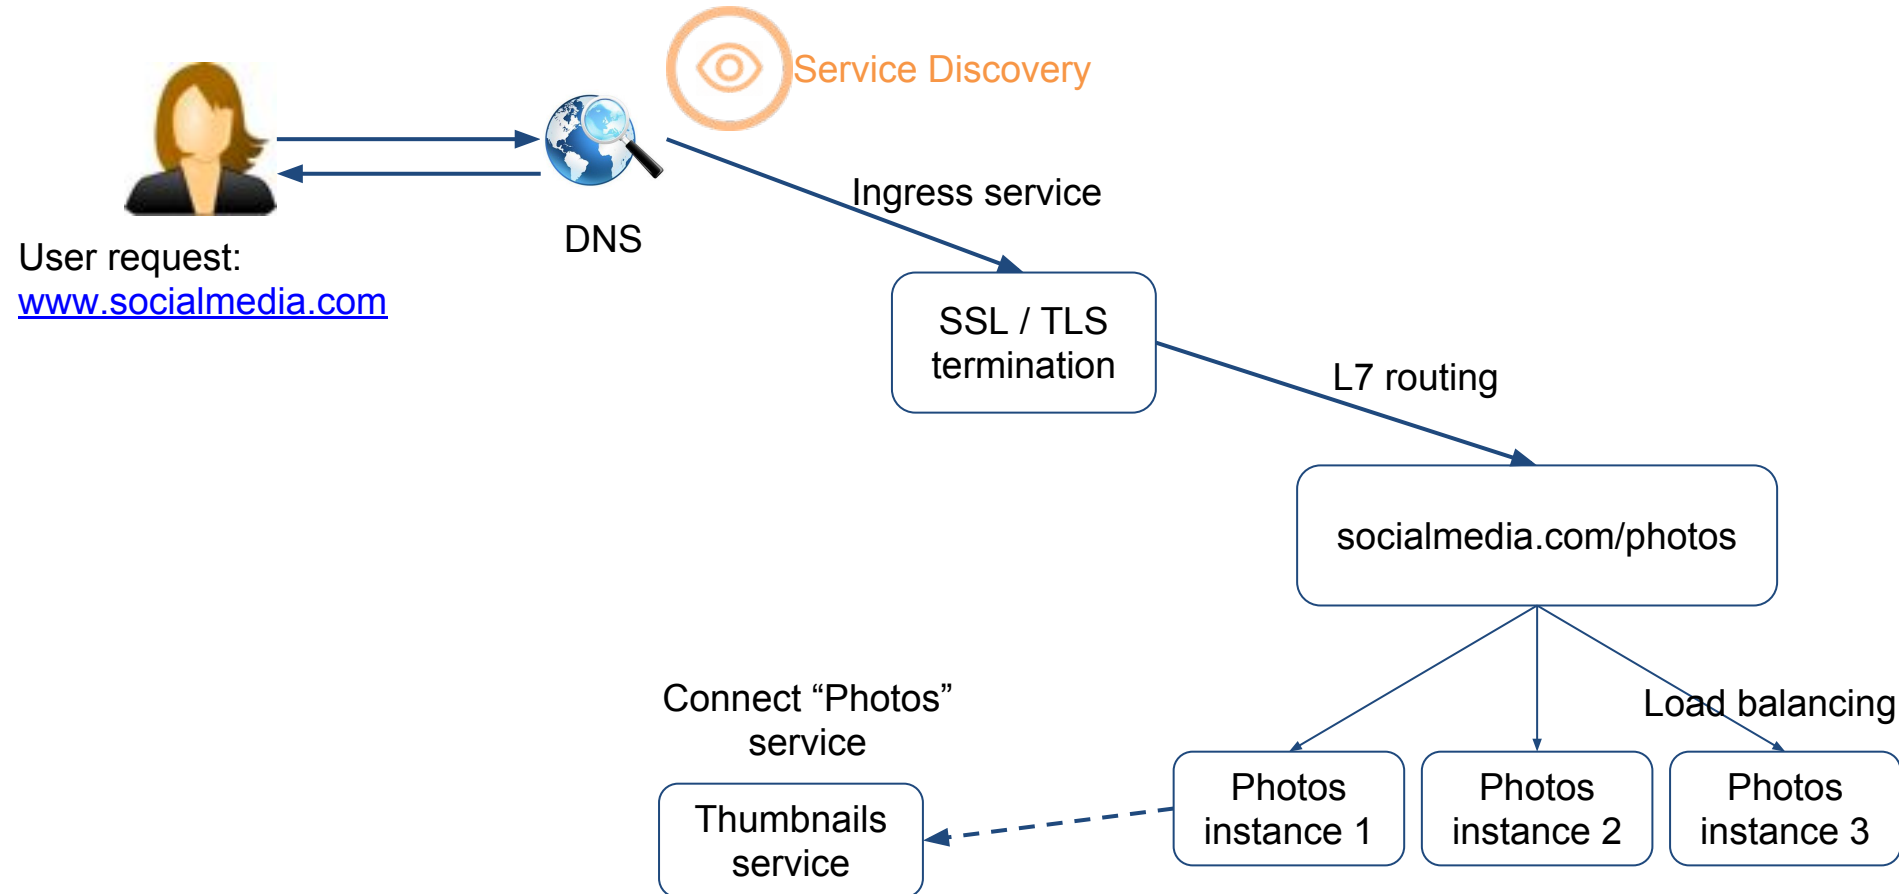 Service Discovery
Ingress service
DNS
User request:
www.socialmedia.com
SSL / TLS
termination
L7 routing
socialmedia.com/photos
Load balancing
Connect “Photos”
service
Thumbnails
service
Photos
instance 1
Photos
instance 2
Photos
instance 3